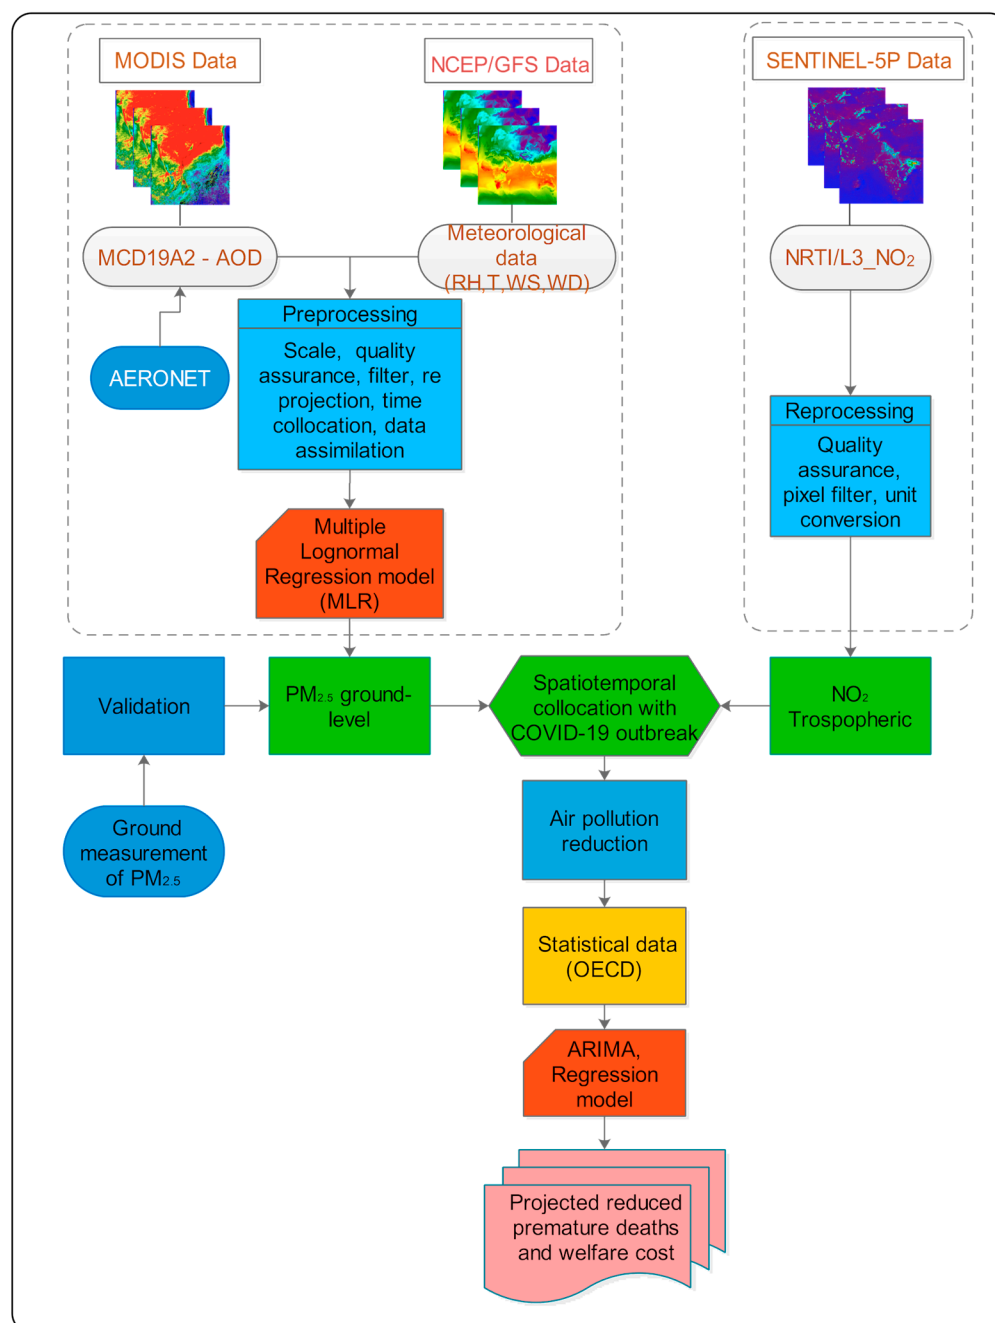 MODIS Data
NCEP/GFS Data
SENTINEL-5P Data
MCD19A2 - AOD
Meteorological
data
(RH,T,WS,WD)
NRTI/L3_NO₂
AERONET
Preprocessing
Scale, quality
assurance, filter, re
projection, time
collocation, data
assimilation
Reprocessing
Quality
assurance,
pixel filter, unit
conversion
Multiple
Lognormal
Regression model
(MLR)
Validation
PM₂.₅ ground-
level
Spatiotemporal
collocation with
COVID-19 outbreak
NO₂
Trospopheric
Ground
measurement
of PM₂.₅
Air pollution
reduction
Statistical data
(OECD)
ARIMA,
Regression
model
Projected reduced
premature deaths
and welfare cost